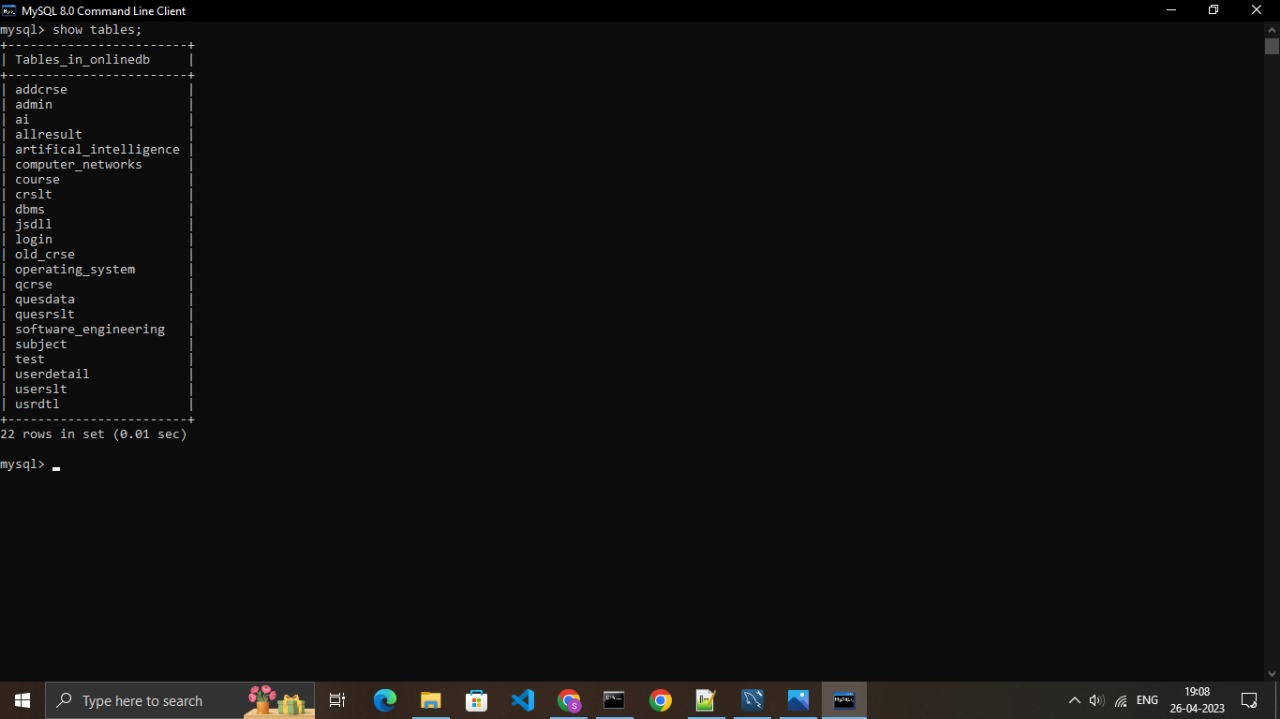 MySQL 8.0 Command Line Client
mysql> show tables;
+-----------------------+
| Tables_in_onlinedb |
+-----------------------+
| addcrse |
| admin |
| ai |
| allresult |
| artifical_intelligence |
| computer_networks |
| course |
| crslt |
| dbms |
| jsdll |
| login |
| old_crse |
| operating_system |
| qcrse |
| quesdata |
| quesrslt |
| software_engineering |
| subject |
| test |
| userdetail |
| userslt |
| usrdtl |
+-----------------------+
22 rows in set (0.01 sec)
mysql>
Type here to search
ENG
19:08
26-04-2023